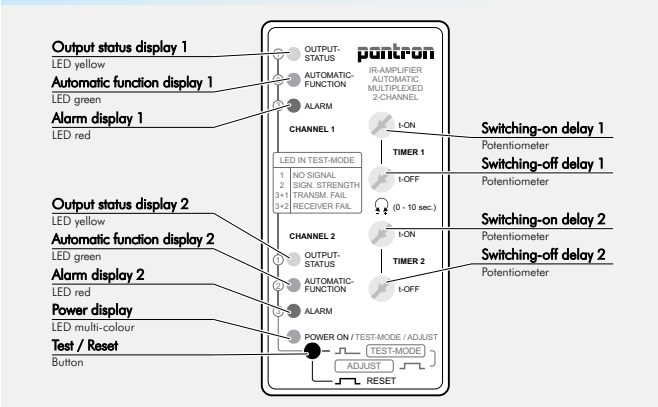 Output status display 1
LED yellow
Automatic function display 1
LED green
Alarm display 1
LED red
Output status display 2
LED yellow
Automatic function display 2
LED green
Alarm display 2
LED red
Power display
LED multi-colour
Test / Reset
Button
1
OUTPUT-
STATUS
2
AUTOMATIC-
FUNCTION
3
ALARM
CHANNEL 1
LED IN TEST-MODE
1 NO SIGNAL
2 SIGN. STRENGTH
3+1 TRANSM. FAIL
3+2 RECEIVER FAIL
CHANNEL 2
1
OUTPUT-
STATUS
2
AUTOMATIC-
FUNCTION
3
ALARM
POWER ON / TEST-MODE / ADJUST
TEST-MODE
ADJUST
RESET
pantron
IR-AMPLIFIER
AUTOMATIC
MULTIPLEXED
2-CHANNEL
t-ON
TIMER 1
t-OFF
(0 - 10 sec.)
t-ON
TIMER 2
t-OFF
Switching-on delay 1
Potentiometer
Switching-off delay 1
Potentiometer
Switching-on delay 2
Potentiometer
Switching-off delay 2
Potentiometer